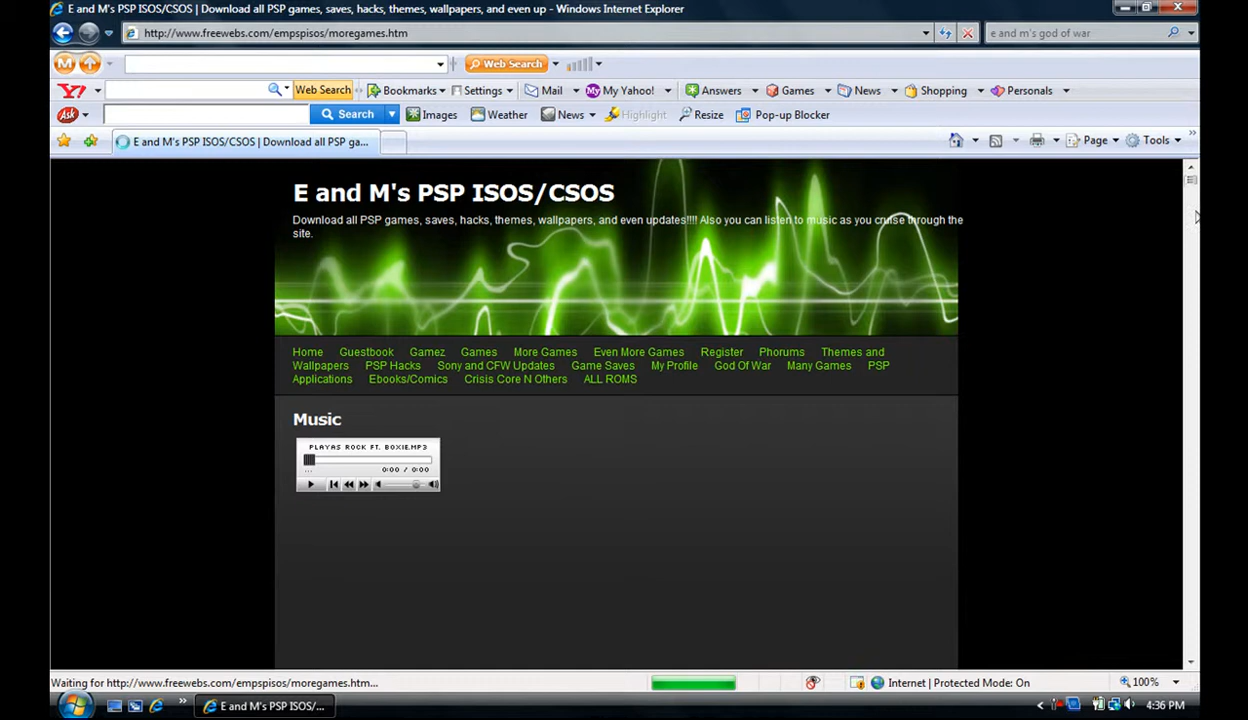 E and M's PSP ISOS/CSOS | Download all PSP games, saves, hacks, themes, wallpapers, and even up - Windows Internet Explorer
http://www.freewebs.com/empspisos/moregames.htm
e and m's god of war
M
Web Search
Y!
Web Search
Bookmarks
Settings
Mail
My Yahoo!
Answers
Games
News
Shopping
Personals
Ask
Search
Images
Weather
News
Highlight
Resize
Pop-up Blocker
E and M's PSP ISOS/CSOS | Download all PSP ga...
Page
Tools
E and M's PSP ISOS/CSOS
Download all PSP games, saves, hacks, themes, wallpapers, and even updates!!!! Also you can listen to music as you cruise through the
site.
Home Guestbook Gamez Games More Games Even More Games Register Phorums Themes and
Wallpapers PSP Hacks Sony and CFW Updates Game Saves My Profile God Of War Many Games PSP
Applications Ebooks/Comics Crisis Core N Others ALL ROMS
Music
PLAYAS ROCK FT. BOXIE.MP3
0:00 / 0:00
Waiting for http://www.freewebs.com/empspisos/moregames.htm...
Internet | Protected Mode: On
100%
E and M's PSP ISOS/...
4:36 PM